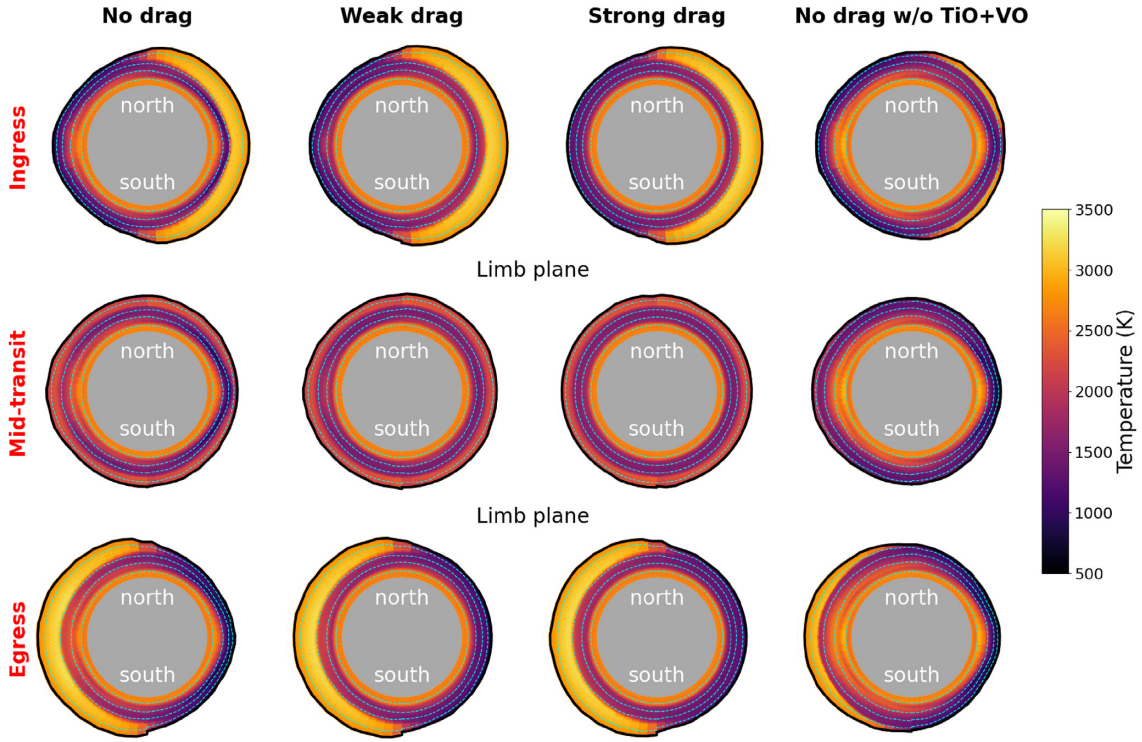 No drag
Weak drag
Strong drag
No drag w/o TiO+VO
Ingress
north
south
north
south
north
south
north
south
Limb plane
Mid-transit
north
south
north
south
north
south
north
south
Limb plane
Egress
north
south
north
south
north
south
north
south
3500
3000
2500
2000
1500
1000
500
Temperature (K)